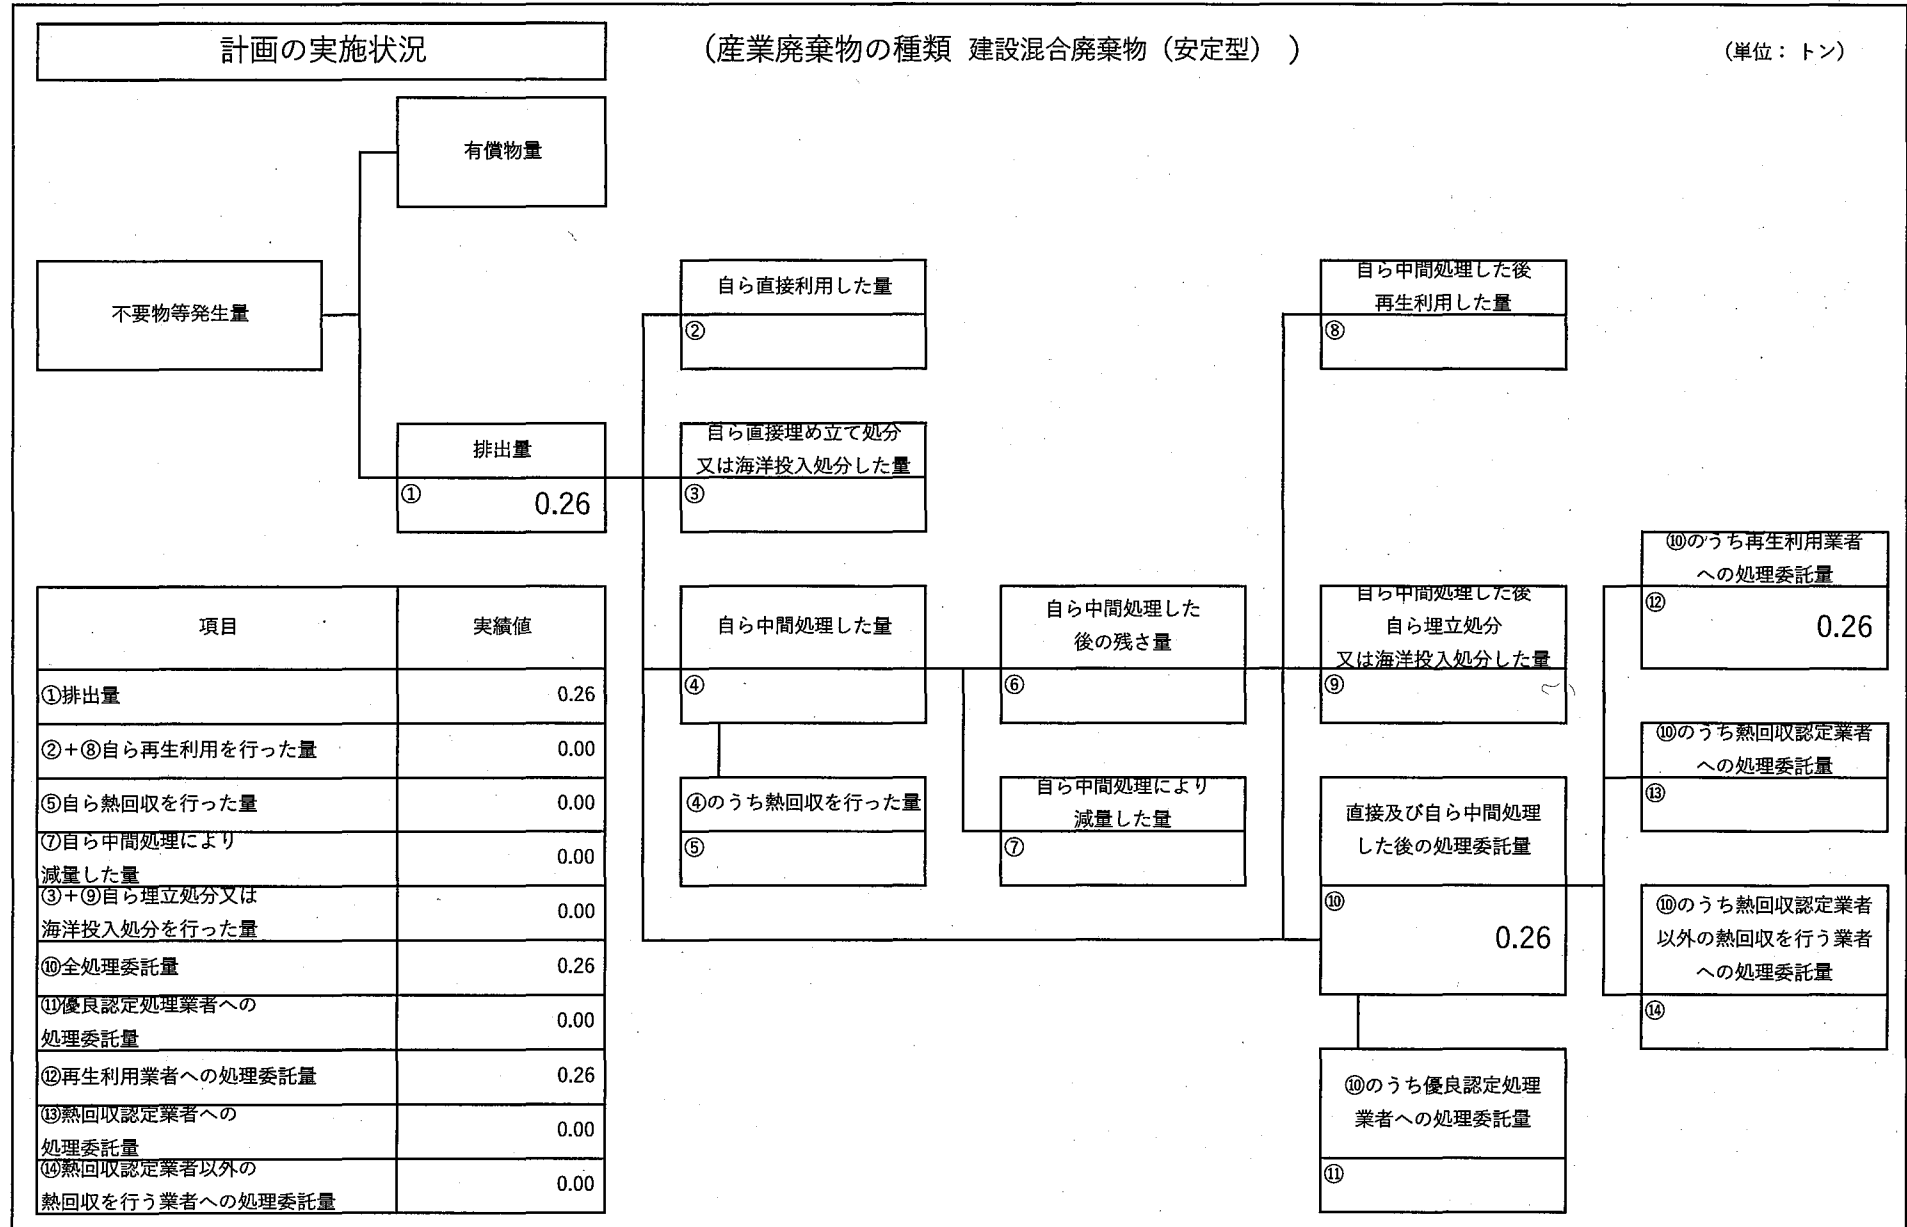 計画の実施状況
（産業廃棄物の種類 建設混合廃棄物（安定型） ）
（単位：トン）
有償物量
不要物等発生量
自ら直接利用した量
②
自ら中間処理した後
再生利用した量
⑧
排出量
① 0.26
自ら直接埋め立て処分
又は海洋投入処分した量
③
自ら中間処理した量
④
自ら中間処理した
後の残さ量
⑥
自ら中間処理した後
自ら埋立処分
又は海洋投入処分した量
⑨
⑩のうち再生利用業者
への処理委託量
⑫ 0.26
④のうち熱回収を行った量
⑤
自ら中間処理により
減量した量
⑦
直接及び自ら中間処理
した後の処理委託量
⑩ 0.26
⑩のうち熱回収認定業者
への処理委託量
⑬
⑩のうち熱回収認定業者
以外の熱回収を行う業者
への処理委託量
⑭
⑩のうち優良認定処理
業者への処理委託量
⑪
項目 実績値
①排出量 0.26
②＋⑧自ら再生利用を行った量 0.00
⑤自ら熱回収を行った量 0.00
⑦自ら中間処理により
減量した量 0.00
③＋⑨自ら埋立処分又は
海洋投入処分を行った量 0.00
⑩全処理委託量 0.26
⑪優良認定処理業者への
処理委託量 0.00
⑫再生利用業者への処理委託量 0.26
⑬熱回収認定業者への
処理委託量 0.00
⑭熱回収認定業者以外の
熱回収を行う業者への処理委託量 0.00